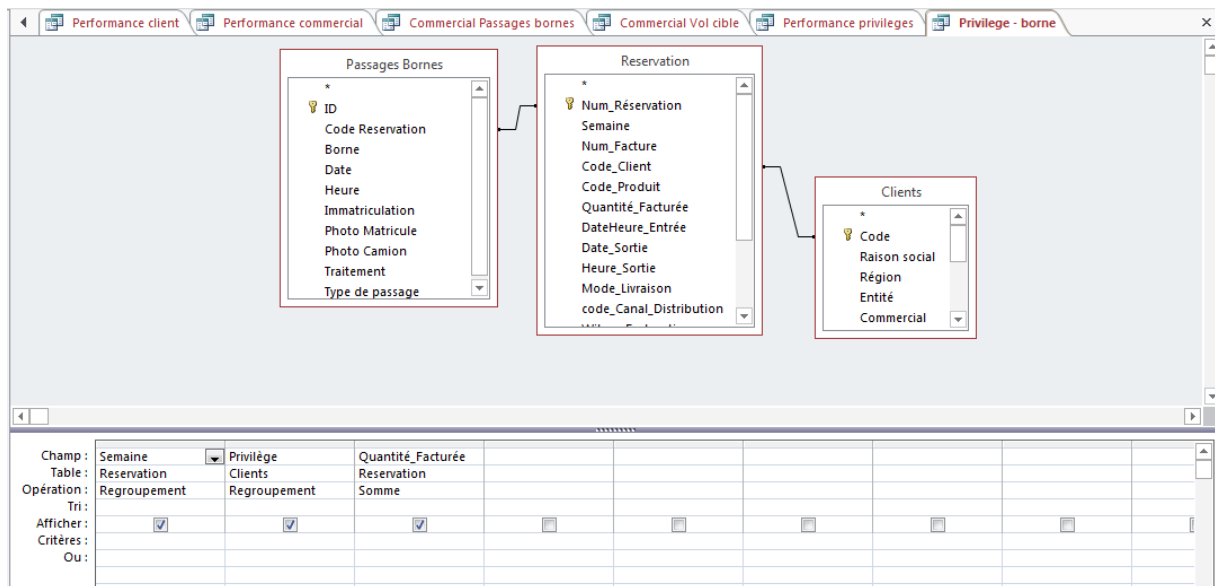 Performance client Performance commercial Commercial Passages bornes Commercial Vol cible Performance privileges Privilege - borne
Passages Bornes
*
ID
Code Reservation
Borne
Date
Heure
Immatriculation
Photo Matricule
Photo Camion
Traitement
Type de passage
Reservation
*
Num_Réservation
Semaine
Num_Facture
Code_Client
Code_Produit
Quantité_Facturée
DateHeure_Entrée
Date_Sortie
Heure_Sortie
Mode_Livraison
code_Canal_Distribution
Clients
*
Code
Raison social
Région
Entité
Commercial
Champ : Semaine Privilège Quantité_Facturée
Table : Reservation Clients Reservation
Opération : Regroupement Regroupement Somme
Tri :
Afficher :
Critères :
Ou :